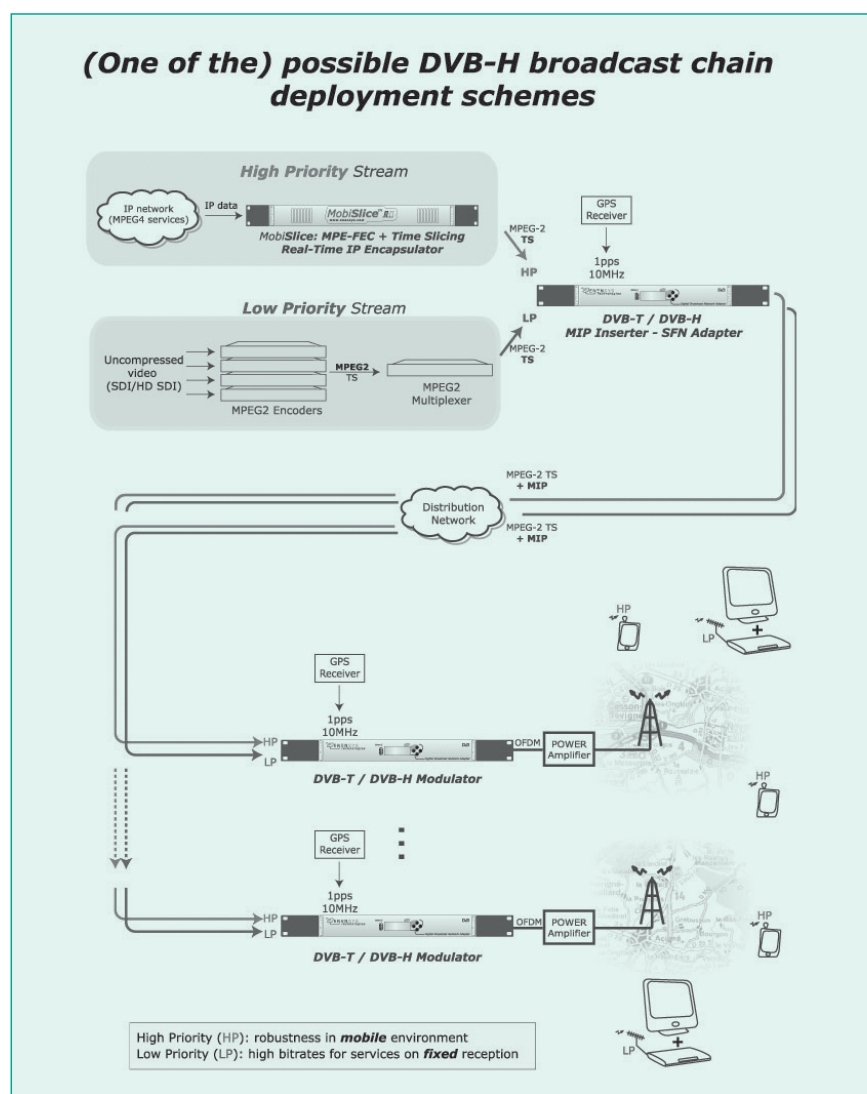 (One of the) possible DVB-H broadcast chain
deployment schemes
High Priority Stream
IP network
(MPEG4 services)
IP data
MobiSlice
MobiSlice: MPE-FEC + Time Slicing
Real-Time IP Encapsulator
MPEG-2
TS
HP
GPS
Receiver
1pps
10MHz
LP
MPEG-2
TS
DVB-T / DVB-H
MIP Inserter - SFN Adapter
Low Priority Stream
Uncompressed
video
(SDI/HD SDI)
MPEG2 Encoders
MPEG2
TS
MPEG2
Multiplexer
MPEG-2 TS
+ MIP
Distribution
Network
MPEG-2 TS
+ MIP
HP
LP
+
GPS
Receiver
1pps
10MHz
HP
LP
OFDM
POWER
Amplifier
DVB-T / DVB-H Modulator
HP
GPS
Receiver
1pps
10MHz
HP
LP
OFDM
POWER
Amplifier
DVB-T / DVB-H Modulator
HP
LP
+
High Priority (HP): robustness in mobile environment
Low Priority (LP): high bitrates for services on fixed reception